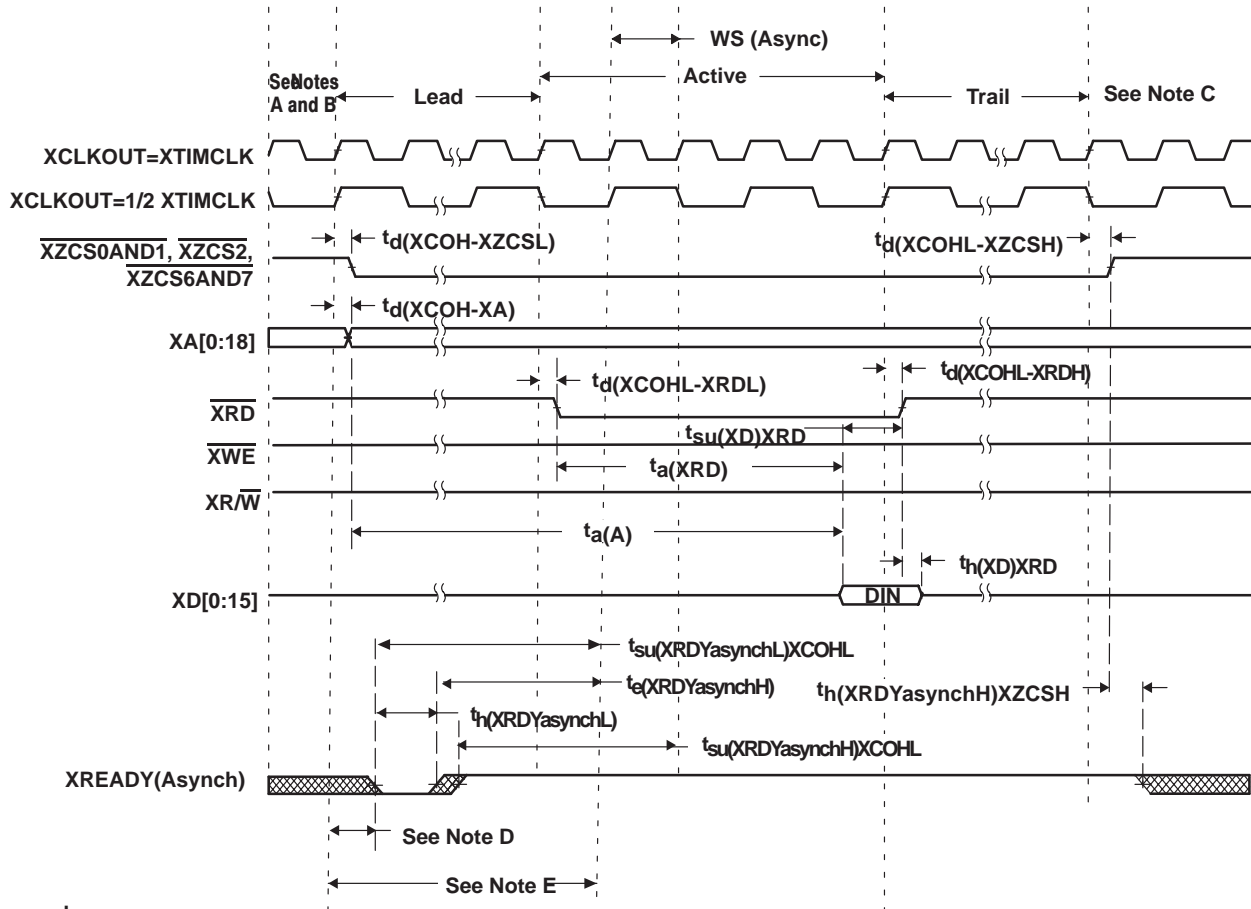 WS (Async)
Active
See Notes
A and B
Lead
Trail
See Note C
XCLKOUT=XTIMCLK
XCLKOUT=1/2 XTIMCLK
td(XCOH-XZCSL)
td(XCOHL-XZCSH)
XZCS0AND1, XZCS2,
XZCS6AND7
td(XCOH-XA)
XA[0:18]
td(XCOHL-XRDL)
td(XCOHL-XRDH)
XRD
tsu(XD)XRD
XWE
ta(XRD)
XR/W
ta(A)
th(XD)XRD
XD[0:15]
DIN
tsu(XRDYasynchL)XCOHL
te(XRDYasynchH)
th(XRDYasynchH)XZCSH
th(XRDYasynchL)
tsu(XRDYasynchH)XCOHL
XREADY(Asynch)
See Note D
See Note E